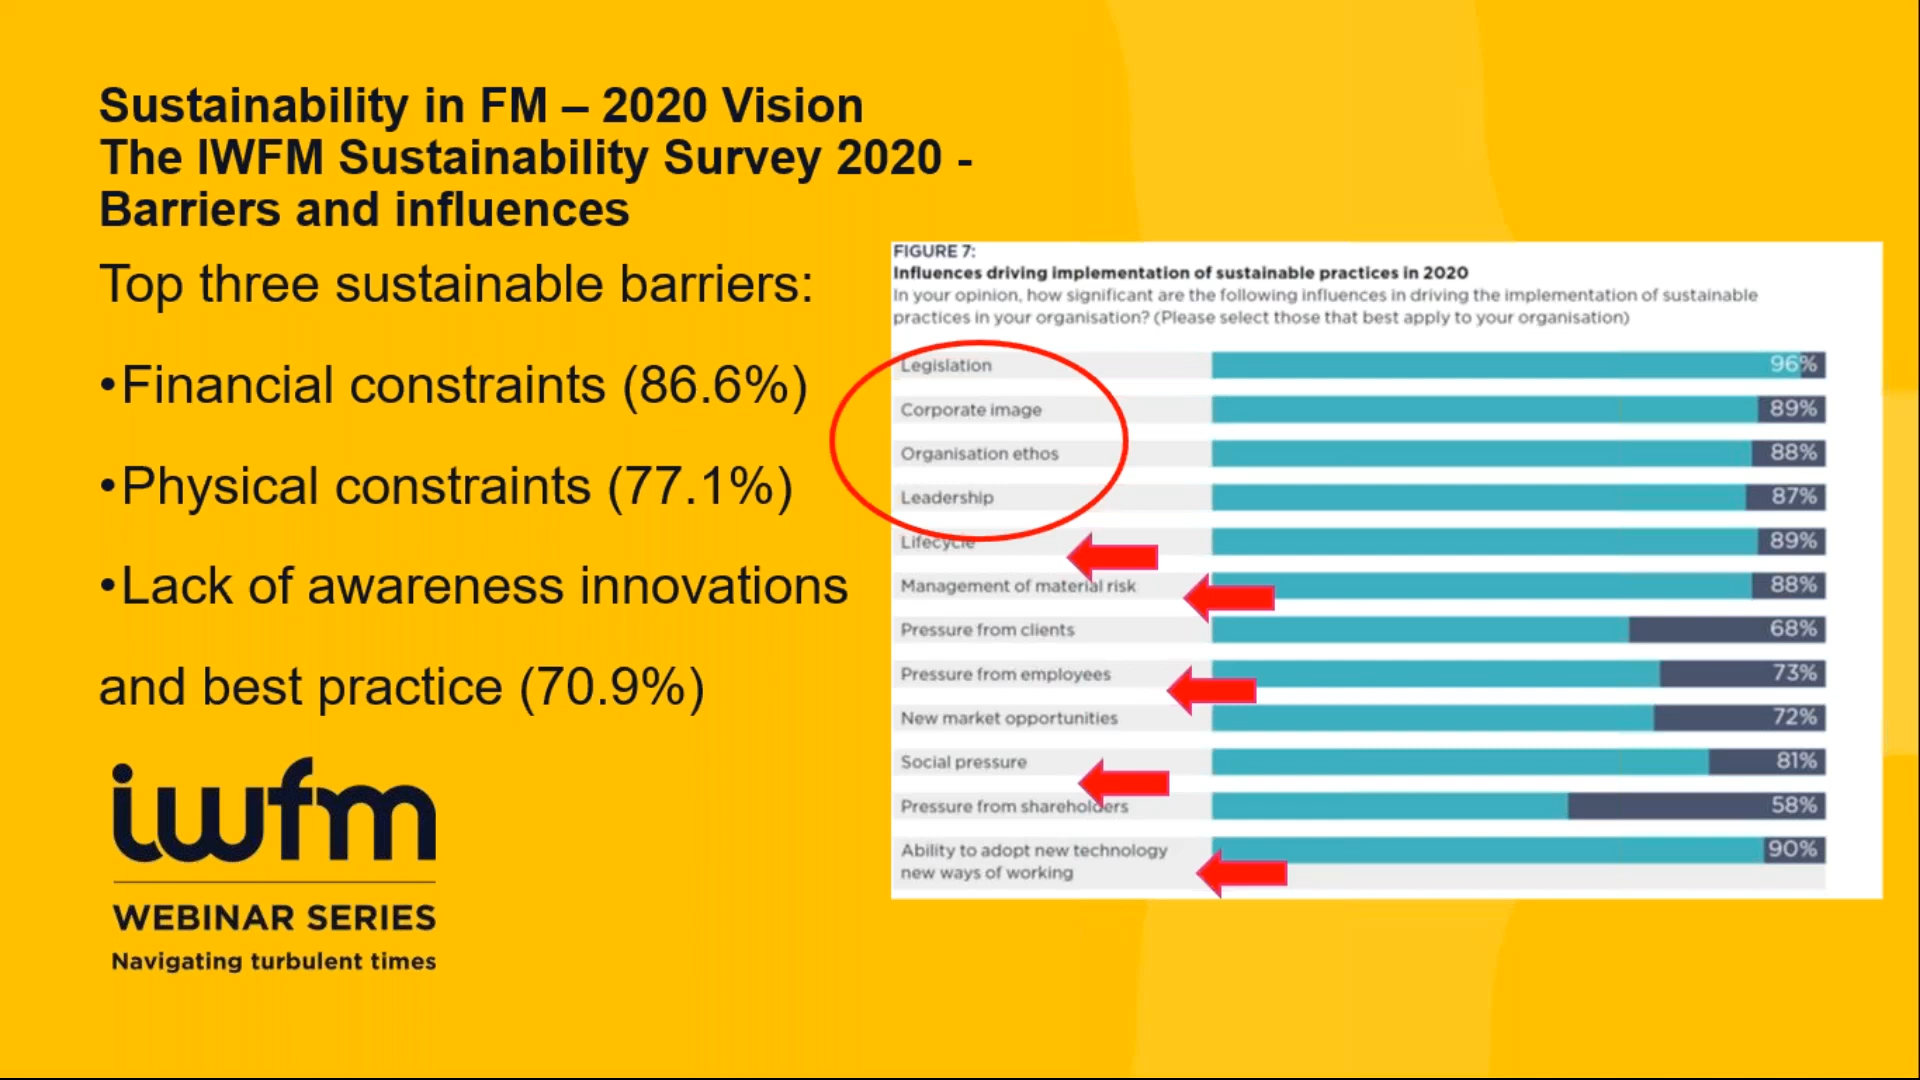 Sustainability in FM – 2020 Vision
The IWFM Sustainability Survey 2020 -
Barriers and influences
Top three sustainable barriers:
•Financial constraints (86.6%)
•Physical constraints (77.1%)
•Lack of awareness innovations
and best practice (70.9%)
iwfm
WEBINAR SERIES
Navigating turbulent times
FIGURE 7:
Influences driving implementation of sustainable practices in 2020
In your opinion, how significant are the following influences in driving the implementation of sustainable
practices in your organisation? (Please select those that best apply to your organisation)
Legislation 96%
Corporate image 89%
Organisation ethos 88%
Leadership 87%
Lifecycle 89%
Management of material risk 88%
Pressure from clients 68%
Pressure from employees 73%
New market opportunities 72%
Social pressure 81%
Pressure from shareholders 58%
Ability to adopt new technology 90%
new ways of working